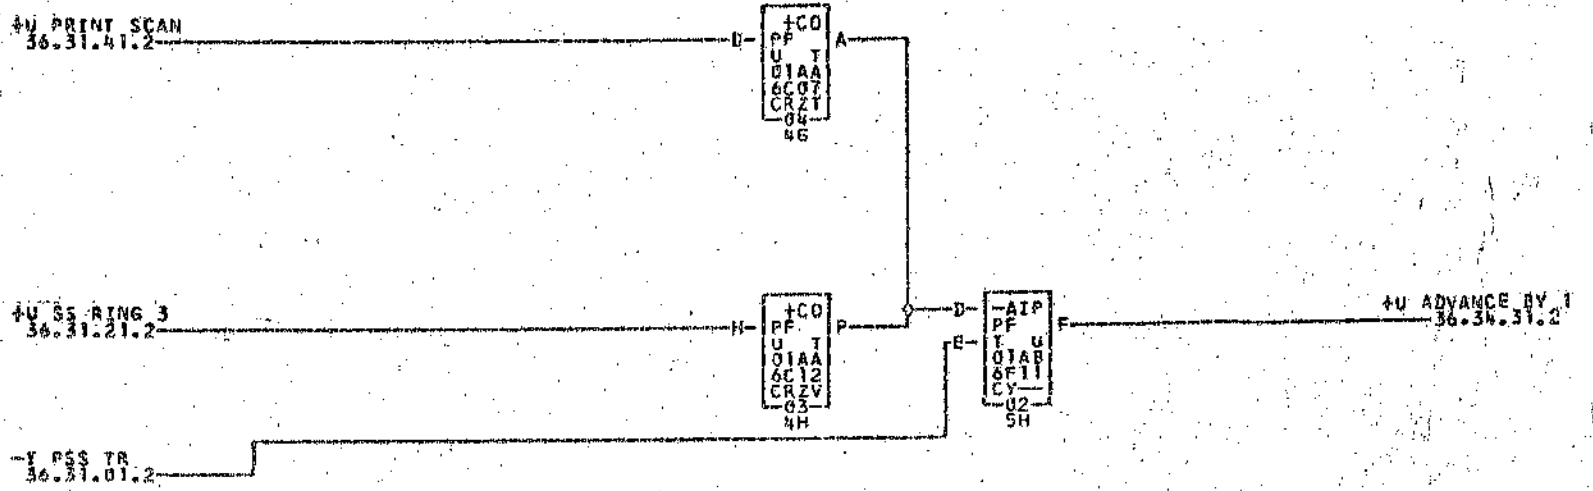 +U PRINT SCAN
36.31.41.2
D
+CO
A
PF
U T
01AA
6C07
CRZT
04
4G
+U SS RING 3
36.31.21.2
H
+CO
P
PF
U T
01AA
6C12
CRZV
03
4H
D
-AIP
F
PF
E
T U
01AB
6F11
CY
02
5H
+U ADVANCE BY 1
36.34.31.2
-T PSS TR
36.31.01.2